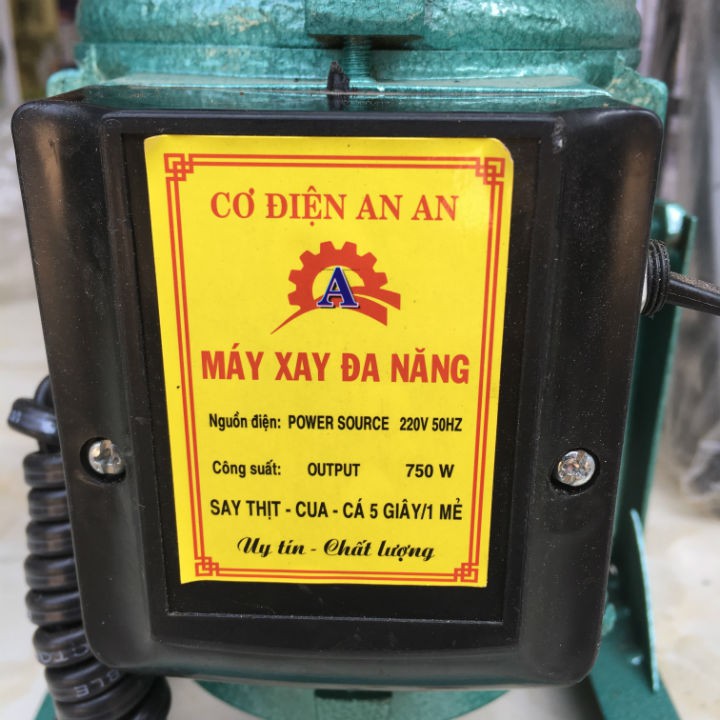 CƠ ĐIỆN AN AN
A
MÁY XAY ĐA NĂNG
Nguồn điện: POWER SOURCE 220V 50HZ
Công suất: OUTPUT 750 W
SAY THỊT - CUA - CÁ 5 GIÂY/1 MẺ
Uy tín - Chất lượng